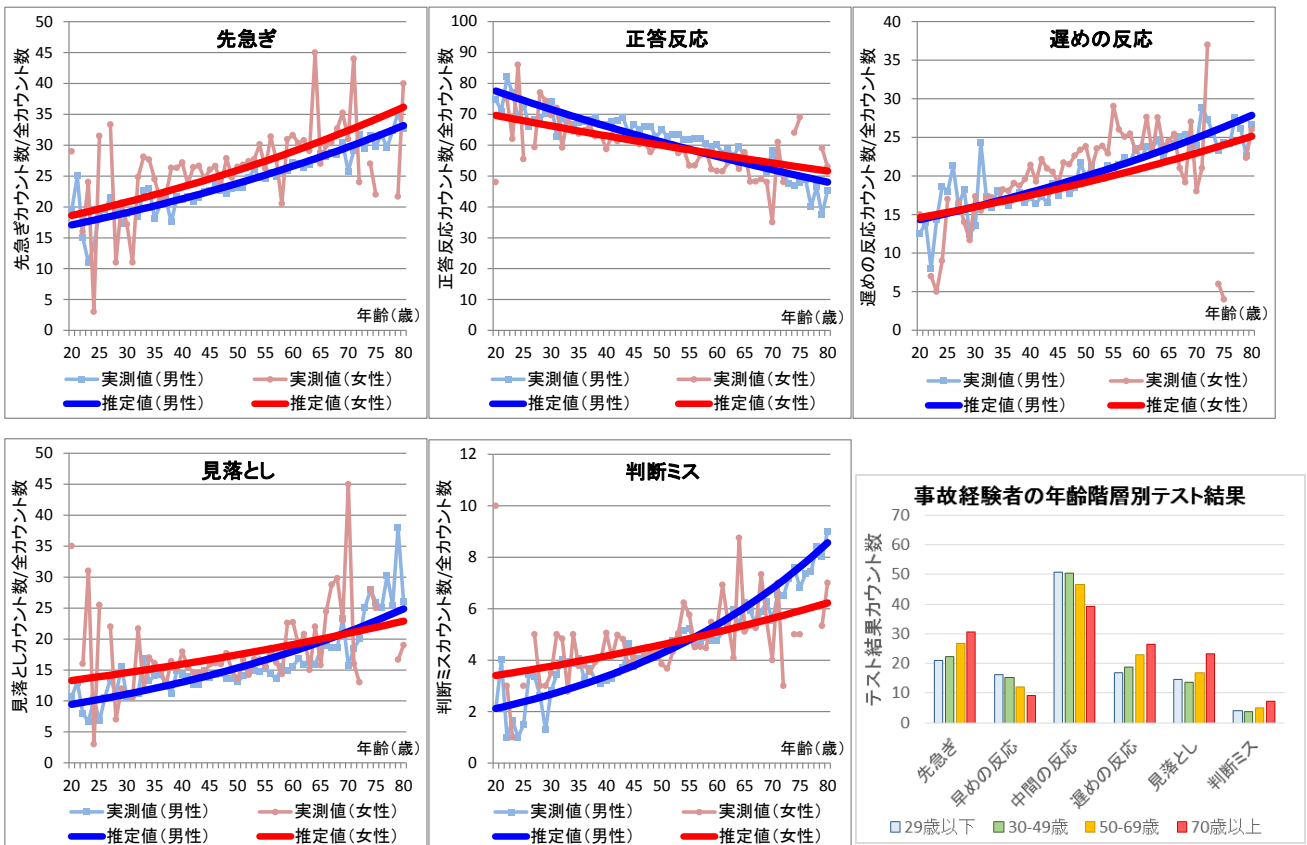 先急ぎ
先急ぎカウント数/全カウント数
50
45
40
35
30
25
20
15
10
5
0
年齢(歳)
20 25 30 35 40 45 50 55 60 65 70 75 80
実測値(男性) 実測値(女性)
推定値(男性) 推定値(女性)
正答反応
正答反応カウント数/全カウント数
100
90
80
70
60
50
40
30
20
10
0
年齢(歳)
20 25 30 35 40 45 50 55 60 65 70 75 80
実測値(男性) 実測値(女性)
推定値(男性) 推定値(女性)
遅めの反応
遅めの反応カウント数/全カウント数
40
35
30
25
20
15
10
5
0
年齢(歳)
20 25 30 35 40 45 50 55 60 65 70 75 80
実測値(男性) 実測値(女性)
推定値(男性) 推定値(女性)
見落とし
見落としカウント数/全カウント数
50
45
40
35
30
25
20
15
10
5
0
年齢(歳)
20 25 30 35 40 45 50 55 60 65 70 75 80
実測値(男性) 実測値(女性)
推定値(男性) 推定値(女性)
判断ミス
判断ミスカウント数/全カウント数
12
10
8
6
4
2
0
年齢(歳)
20 25 30 35 40 45 50 55 60 65 70 75 80
実測値(男性) 実測値(女性)
推定値(男性) 推定値(女性)
事故経験者の年齢階層別テスト結果
テスト結果カウント数
70
60
50
40
30
20
10
0
先急ぎ
早めの反応
中間の反応
遅めの反応
見落とし
判断ミス
29歳以下 30-49歳 50-69歳 70歳以上